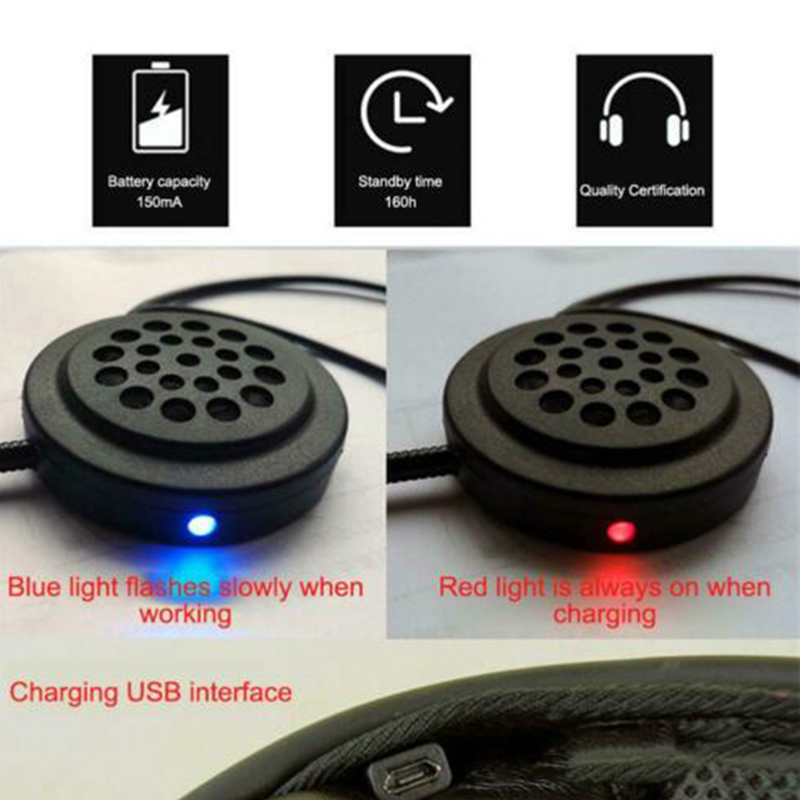 Battery capacity
150mA
Standby time
160h
Quality Certification
Blue light flashes slowly when
working
Red light is always on when
charging
Charging USB interface